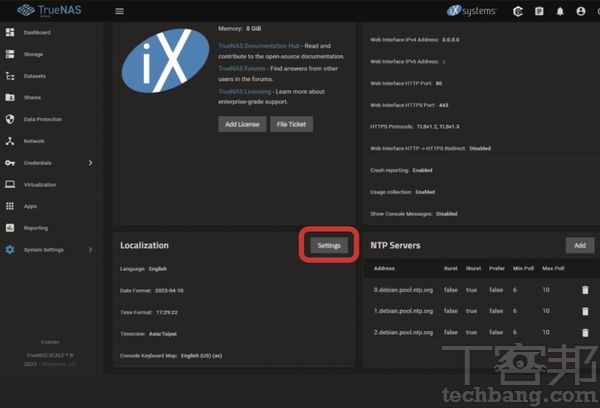 TrueNAS
iX systems
Dashboard
Storage
Datasets
Shares
Data Protection
Network
Credentials
Virtualization
Apps
Reporting
System Settings
truenas
TrueNAS SCALE ® ©
2023 - iXsystems, Inc
iX
Memory: 8 GiB
TrueNAS Documentation Hub - Read and
contribute to the open-source documentation.
TrueNAS Forums - Find answers from other
users in the forums.
TrueNAS Licensing - Learn more about
enterprise-grade support.
Add License
File Ticket
Web Interface IPv4 Address: 0.0.0.0
Web Interface IPv6 Address: ::
Web Interface HTTP Port: 80
Web Interface HTTPS Port: 443
HTTPS Protocols: TLSv1.2, TLSv1.3
Web Interface HTTP -> HTTPS Redirect: Disabled
Crash reporting: Enabled
Usage collection: Enabled
Show Console Messages: Disabled
Localization
Settings
Language: English
Date Format: 2023-04-10
Time Format: 17:29:22
Timezone: Asia/Taipei
Console Keyboard Map: English (US) (us)
NTP Servers
Add
Address Burst IBurst Prefer Min Poll Max Poll
0.debian.pool.ntp.org false true false 6 10
1.debian.pool.ntp.org false true false 6 10
2.debian.pool.ntp.org false true false 6 10
T客邦
techbang.com